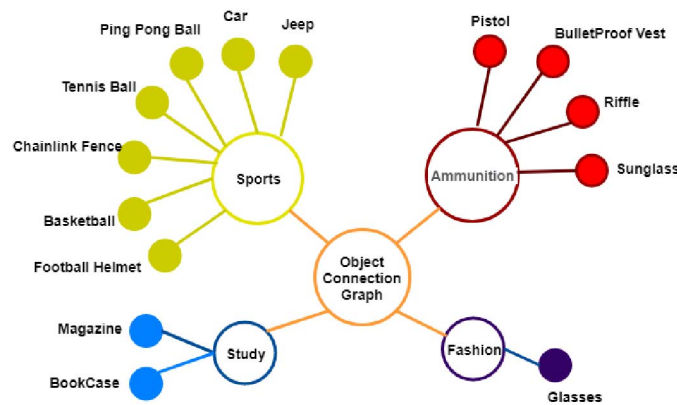 Car
Jeep
Ping Pong Ball
Tennis Ball
Chainlink Fence
Basketball
Football Helmet
Sports
Pistol
BulletProof Vest
Riffle
Sunglass
Ammunition
Object
Connection
Graph
Magazine
BookCase
Study
Fashion
Glasses